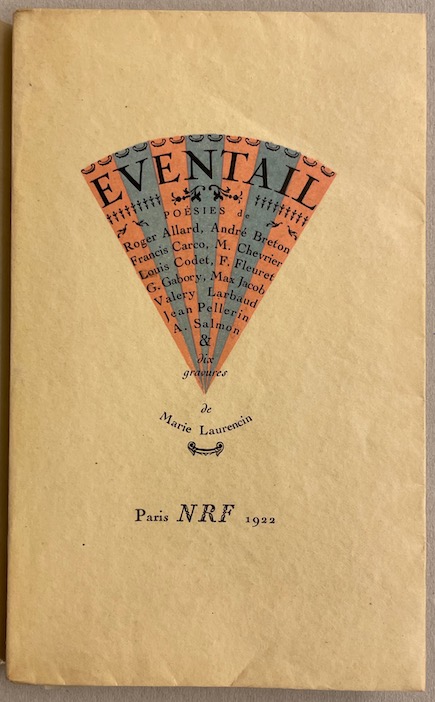 EVENTAIL
POÉSIES de
Roger Allard, André Breton
Francis Carco, M. Chevrier
Louis Codet, F. Fleuret
G. Gabory, Max Jacob
Valery Larbaud
Jean Pellerin
A. Salmon
&
dix
gravures
de
Marie Laurencin
Paris NRF 1922